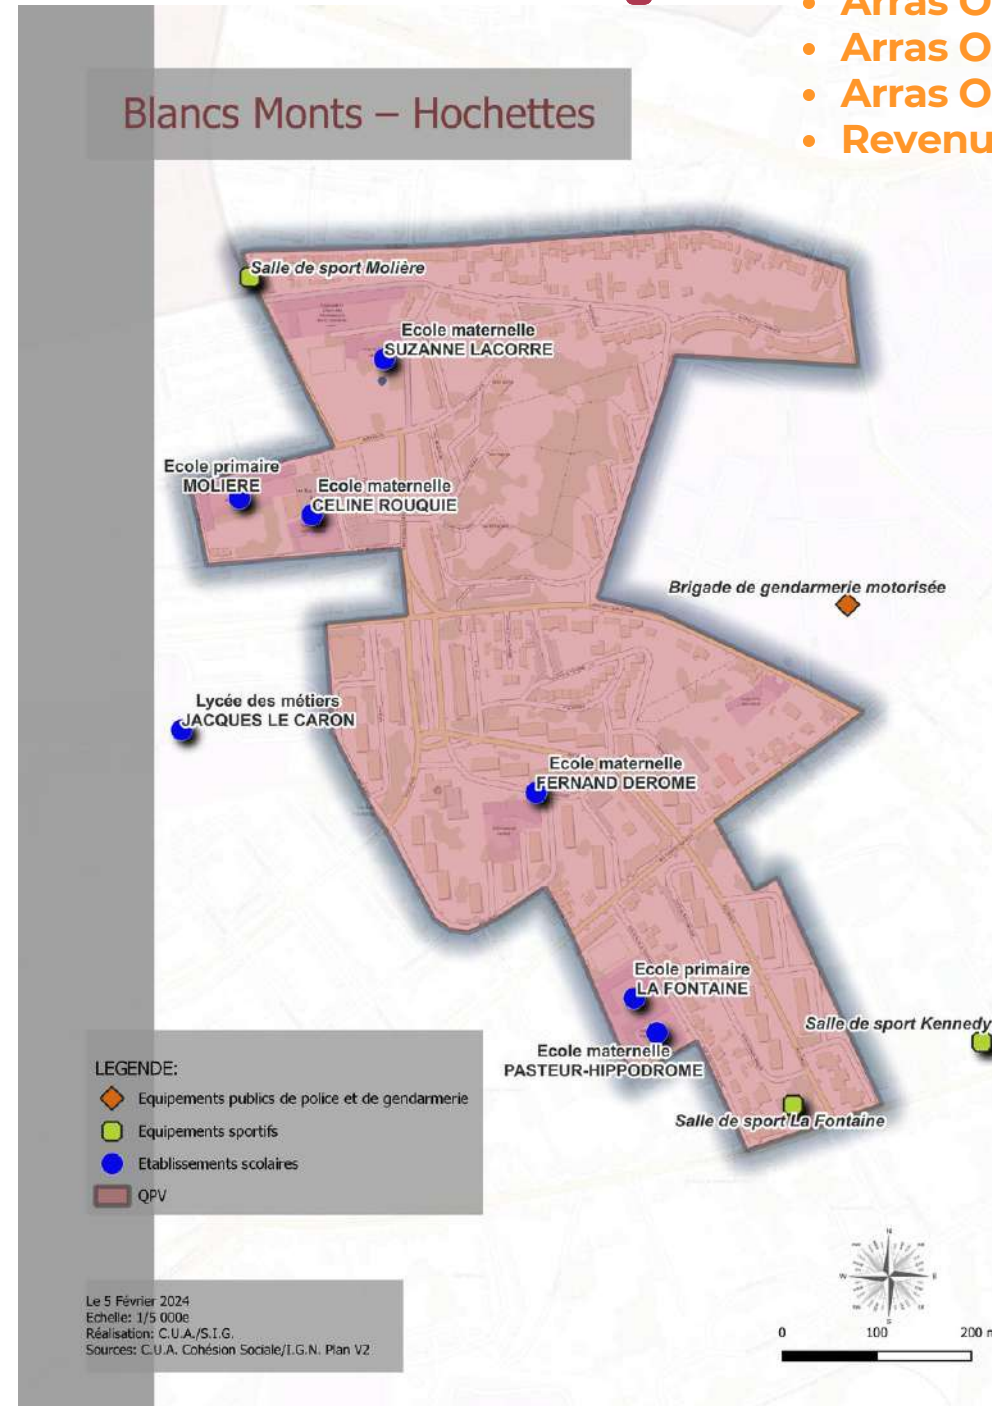 Arras O
Arras O
Arras O
Revenu
Blancs Monts – Hochettes
Salle de sport Molière
Ecole maternelle
SUZANNE LACORRE
Ecole primaire
MOLIERE
Ecole maternelle
CELINE ROUQUIE
Brigade de gendarmerie motorisée
Lycée des métiers
JACQUES LE CARON
Ecole maternelle
FERNAND DEROME
Ecole primaire
LA FONTAINE
Salle de sport Kennedy
Ecole maternelle
PASTEUR-HIPPODROME
Salle de sport La Fontaine
LEGENDE:
Equipements publics de police et de gendarmerie
Equipements sportifs
Etablissements scolaires
QPV
Le 5 Février 2024
Echelle: 1/5 000e
Réalisation: C.U.A./S.I.G.
Sources: C.U.A. Cohésion Sociale/I.G.N. Plan V2
N
W
E
S
0 100 200 m